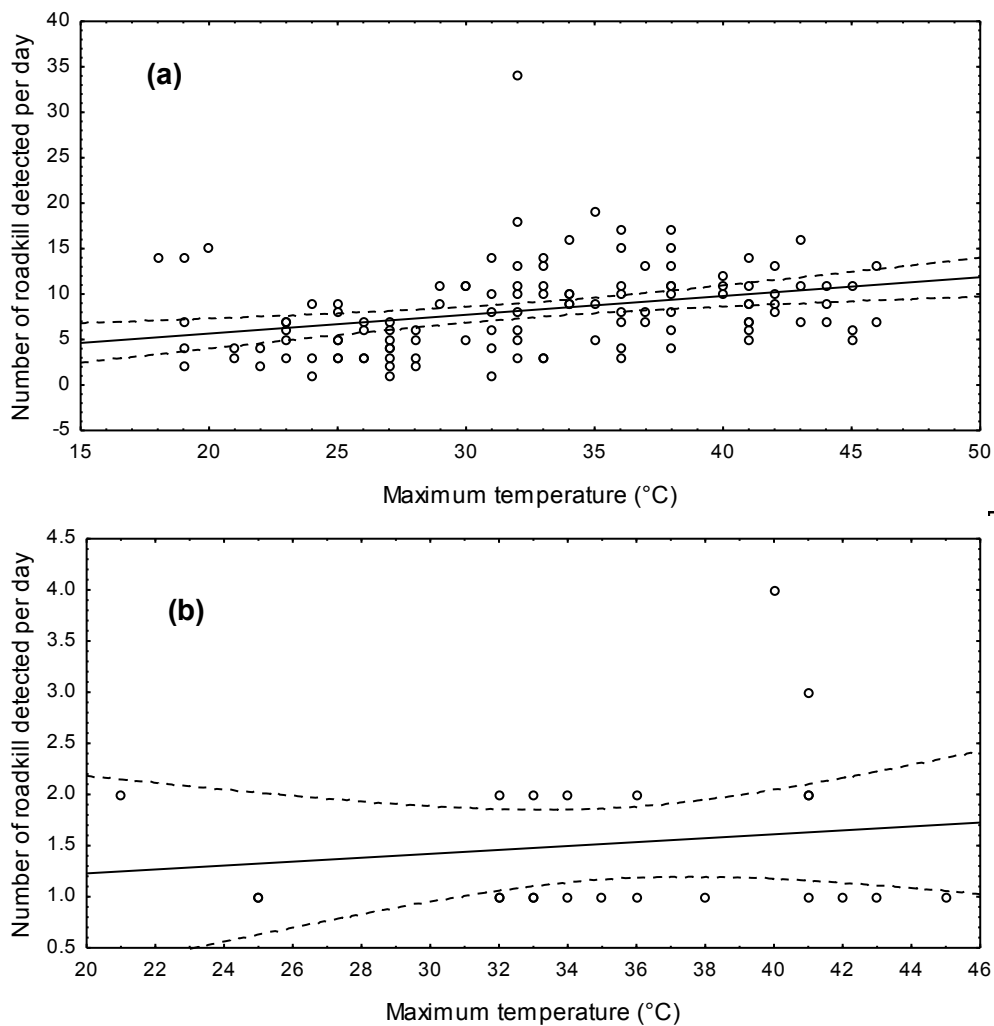 (a)
Number of roadkill detected per day
40
35
30
25
20
15
10
5
0
-5
15 20 25 30 35 40 45 50
Maximum temperature (°C)
(b)
Number of roadkill detected per day
4.5
4.0
3.5
3.0
2.5
2.0
1.5
1.0
0.5
20 22 24 26 28 30 32 34 36 38 40 42 44 46
Maximum temperature (°C)